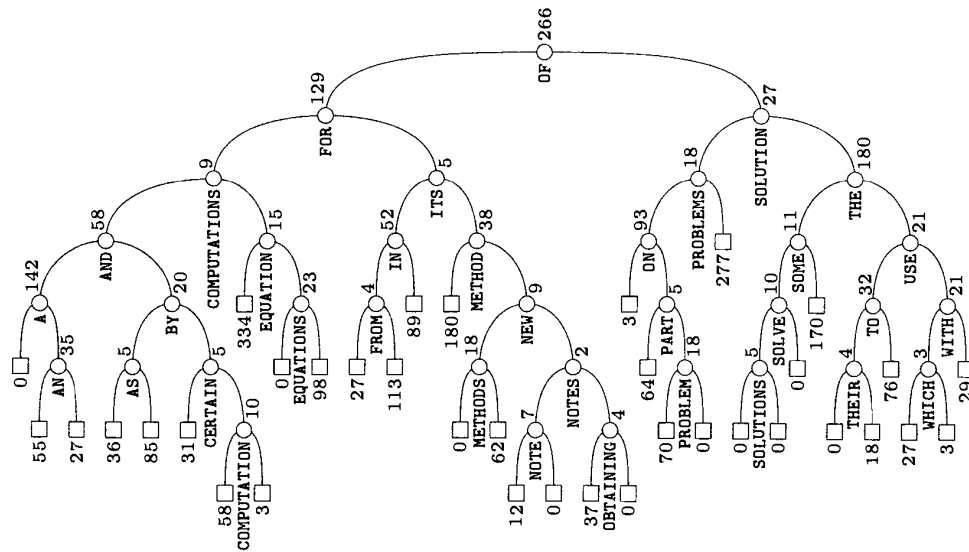 266
OF
129
FOR
27
SOLUTION
9
COMPUTATIONS
5
ITS
18
PROBLEMS
180
THE
58
AND
15
EQUATION
52
IN
38
METHOD
93
ON
277
11
SOME
21
USE
142
A
20
BY
334
23
EQUATIONS
4
FROM
89
180
9
NEW
3
5
PART
10
SOLVE
170
32
TO
21
WITH
0
35
AN
5
AS
5
CERTAIN
0
98
27
113
18
METHODS
2
NOTES
64
18
PROBLEM
5
SOLUTIONS
0
4
THEIR
76
3
WHICH
29
55
27
36
85
31
10
COMPUTATION
0
62
7
NOTE
4
OBTAINING
70
0
0
0
0
18
27
3
58
3
12
0
37
0